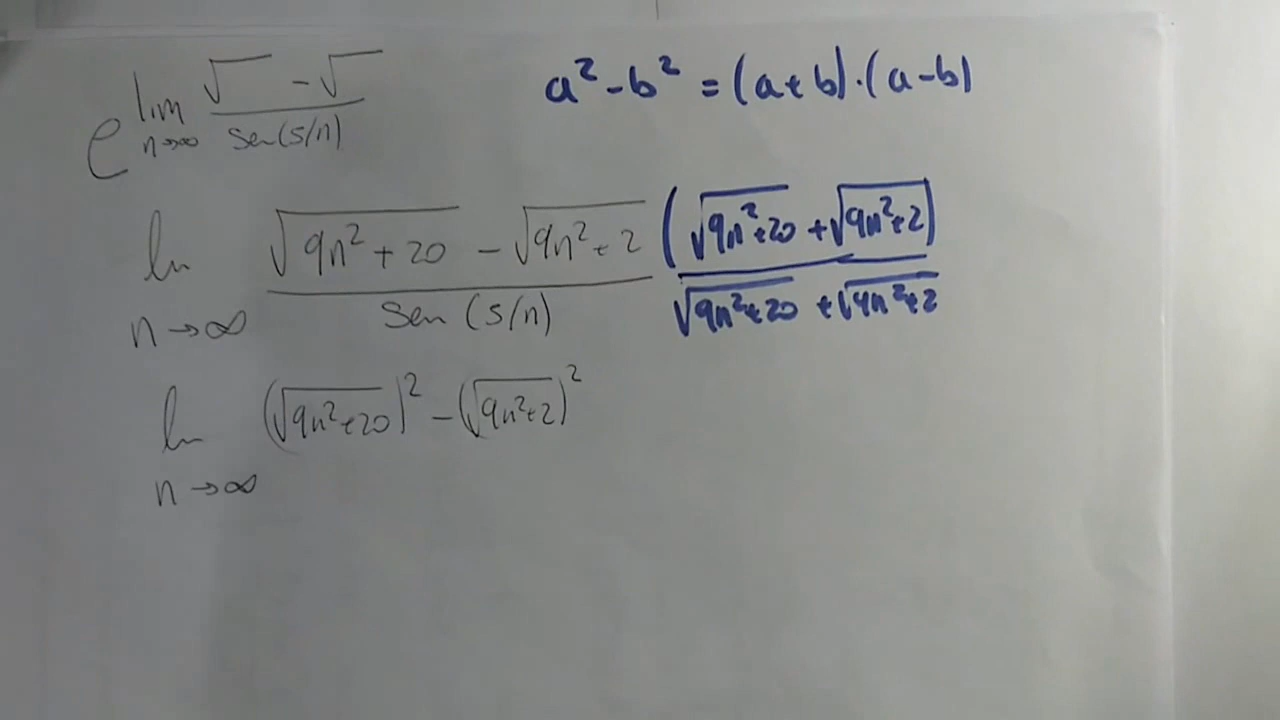 e^{lim_{n→∞} (√ - √)/(sen(5/n))}
a² - b² = (a+b)·(a-b)
lim_{n→∞} (√(9n²+20) - √(9n²+2))/(sen(5/n)) (√(9n²+20) + √(9n²+2))/(√(9n²+20) + √(9n²+2))
lim_{n→∞} (√(9n²+20))² - (√(9n²+2))²